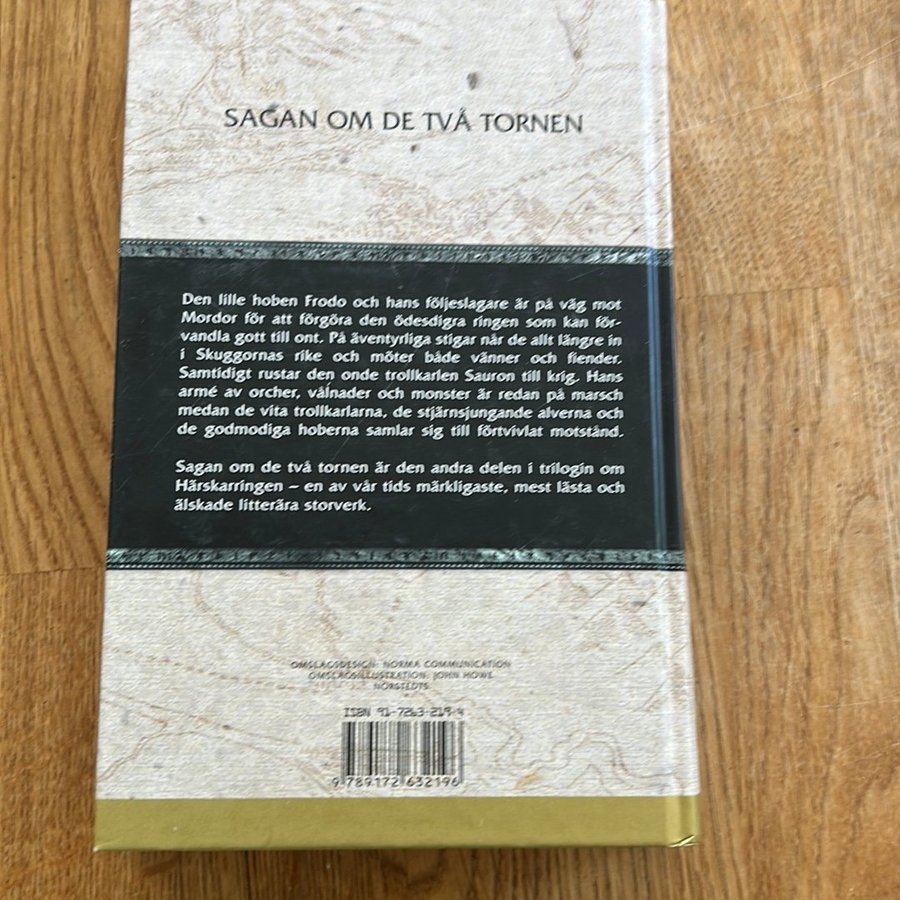 SAGAN OM DE TVÅ TORNEN
Den lille hoben Frodo och hans följeslagare är på väg mot
Mordor för att förgöra den ödesdigra ringen som kan för-
vandla gott till ont. På äventyrliga stigar når de allt längre in
i Skuggornas rike och möter både vänner och fiender.
Samtidigt rustar den onde trollkarlen Sauron till krig. Hans
armé av orcher, vålnader och monster är redan på marsch
medan de vita trollkarlarna, de stjärnsjungande alverna och
de godmodiga hoberna samlar sig till förtvivlat motstånd.
Sagan om de två tornen är den andra delen i trilogin om
Härskarringen – en av vår tids märkligaste, mest lästa och
älskade litterära storverk.
OMSLAGSDESIGN: NORMA COMMUNICATION
OMSLAGSILLUSTRATION: JOHN HOWE
NORSTEDTS
ISBN 91-7263-219-4
9 789172 632196